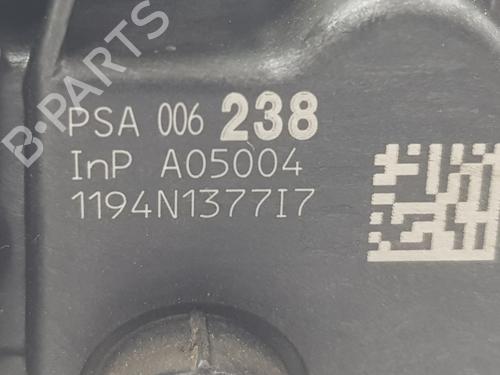 B-PARTS
PSA 006 238
InP A05004
1194N1377I7